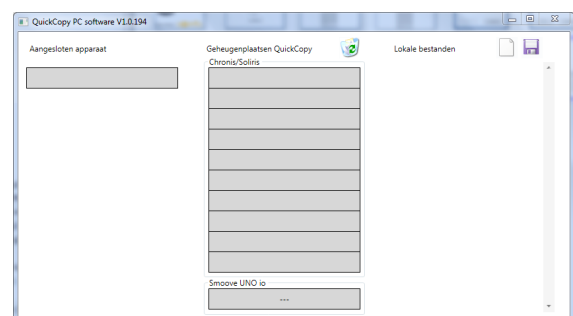 QuickCopy PC software V1.0.194
Aangesloten apparaat
Geheugenplaatsen QuickCopy
Lokale bestanden
Chronis/Soliris
Smoove UNO io
---